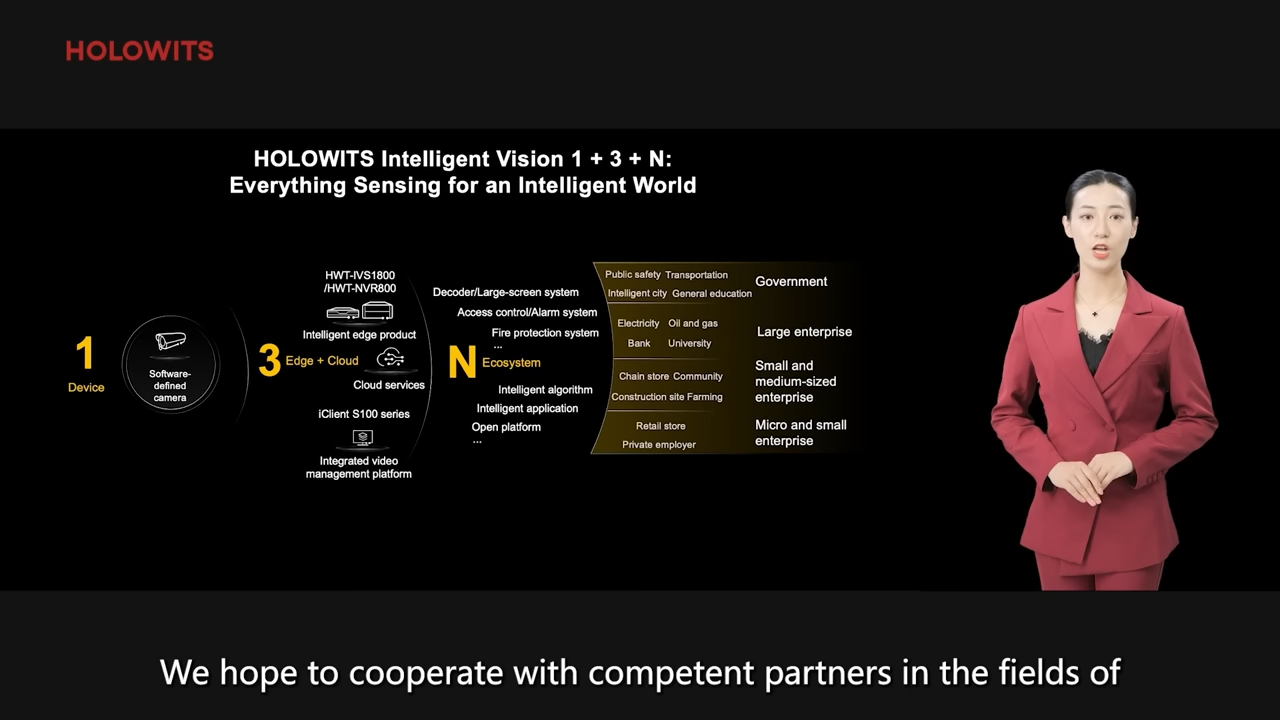 HOLOWITS
HOLOWITS Intelligent Vision 1 + 3 + N:
Everything Sensing for an Intelligent World
1
Device
Software-
defined
camera
3
Edge + Cloud
HWT-IVS1800
/HWT-NVR800
Intelligent edge product
Cloud services
iClient S100 series
Integrated video
management platform
N
Ecosystem
Decoder/Large-screen system
Access control/Alarm system
Fire protection system
...
Intelligent algorithm
Intelligent application
Open platform
...
Public safety Transportation
Intelligent city General education
Government
Electricity Oil and gas
Bank University
Large enterprise
Chain store Community
Construction site Farming
Small and
medium-sized
enterprise
Retail store
Private employer
Micro and small
enterprise
We hope to cooperate with competent partners in the fields of